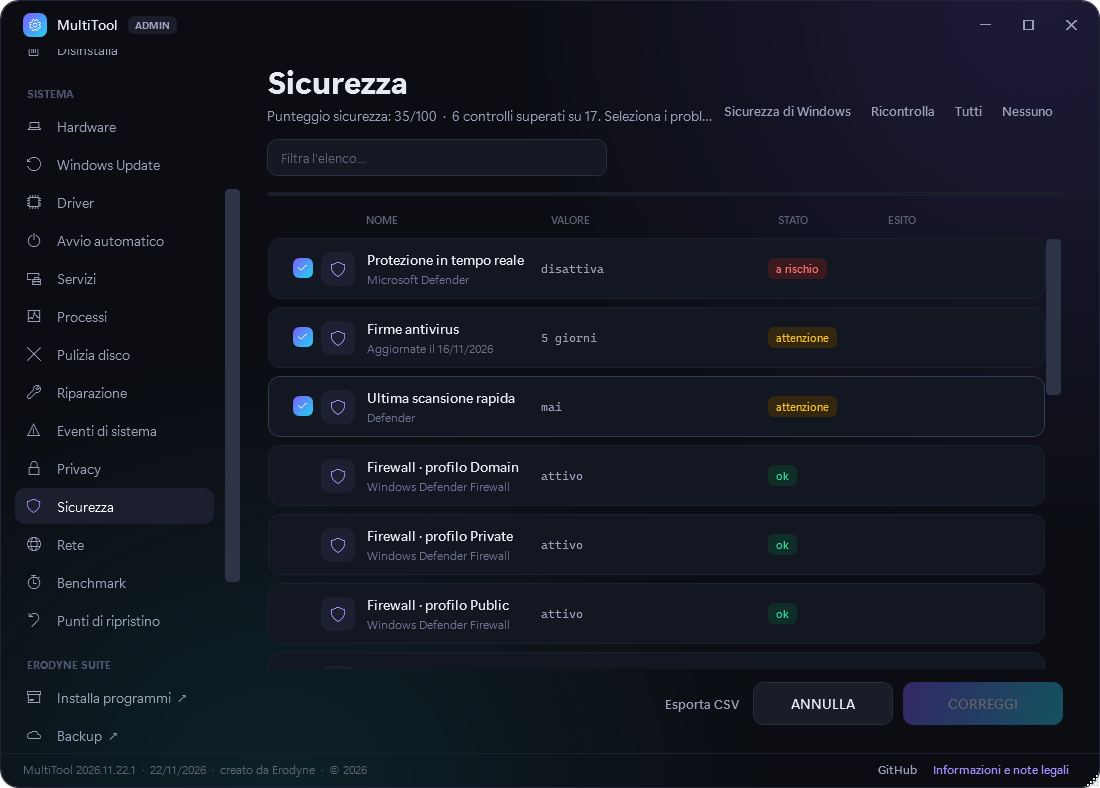 MultiTool ADMIN
Disinstalla
SISTEMA
Hardware
Windows Update
Driver
Avvio automatico
Servizi
Processi
Pulizia disco
Riparazione
Eventi di sistema
Privacy
Sicurezza
Rete
Benchmark
Punti di ripristino
ERODYNE SUITE
Installa programmi ↗
Backup ↗
Sicurezza
Punteggio sicurezza: 35/100 · 6 controlli superati su 17. Seleziona i probl...
Sicurezza di Windows Ricontrolla Tutti Nessuno
Filtra l'elenco...
NOME VALORE STATO ESITO
Protezione in tempo reale
Microsoft Defender
disattiva
a rischio
Firme antivirus
Aggiornate il 16/11/2026
5 giorni
attenzione
Ultima scansione rapida
Defender
mai
attenzione
Firewall · profilo Domain
Windows Defender Firewall
attivo
ok
Firewall · profilo Private
Windows Defender Firewall
attivo
ok
Firewall · profilo Public
Windows Defender Firewall
attivo
ok
Esporta CSV ANNULLA CORREGGI
MultiTool 2026.11.22.1 · 22/11/2026 · creato da Erodyne · © 2026
GitHub Informazioni e note legali